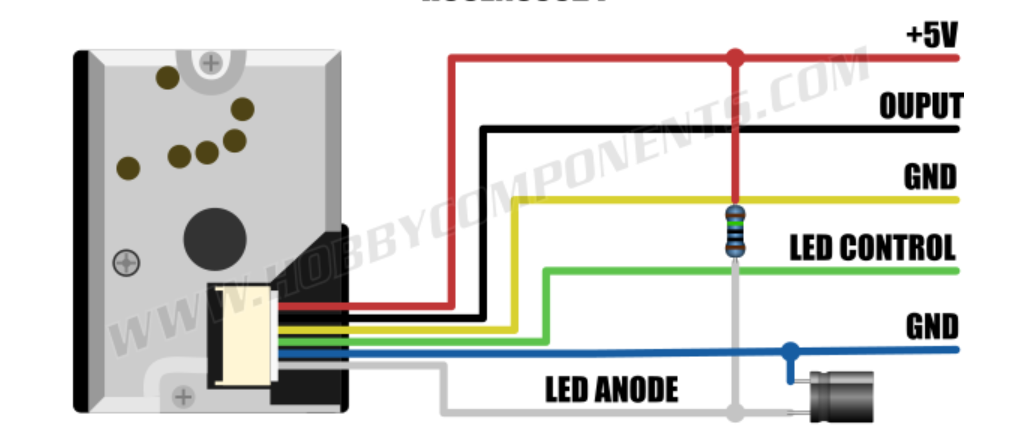 +5V
OUPUT
GND
LED CONTROL
GND
LED ANODE
WWW.HOBBYCOMPONENTS.COM